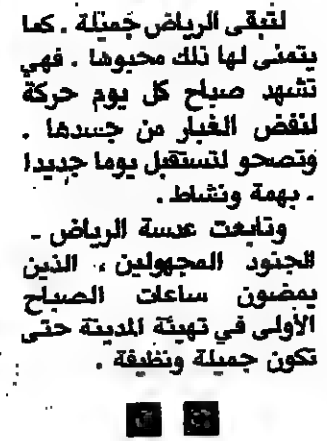 لتبقى الرياض جميلة . كما
يتمنى لها ذلك محبوها . فهي
تشهد صباح كل يوم حركة
لنفض الغبار من جسدها .
وتصحو لتستقبل يوما جديدا
. بهمة ونشاط .
وتابعت عدسة الرياض -
الجنود المجهولين ، الذين
يمضون ساعات الصباح
الأولى في تهيئة المدينة حتى
تكون جميلة ونظيفة .